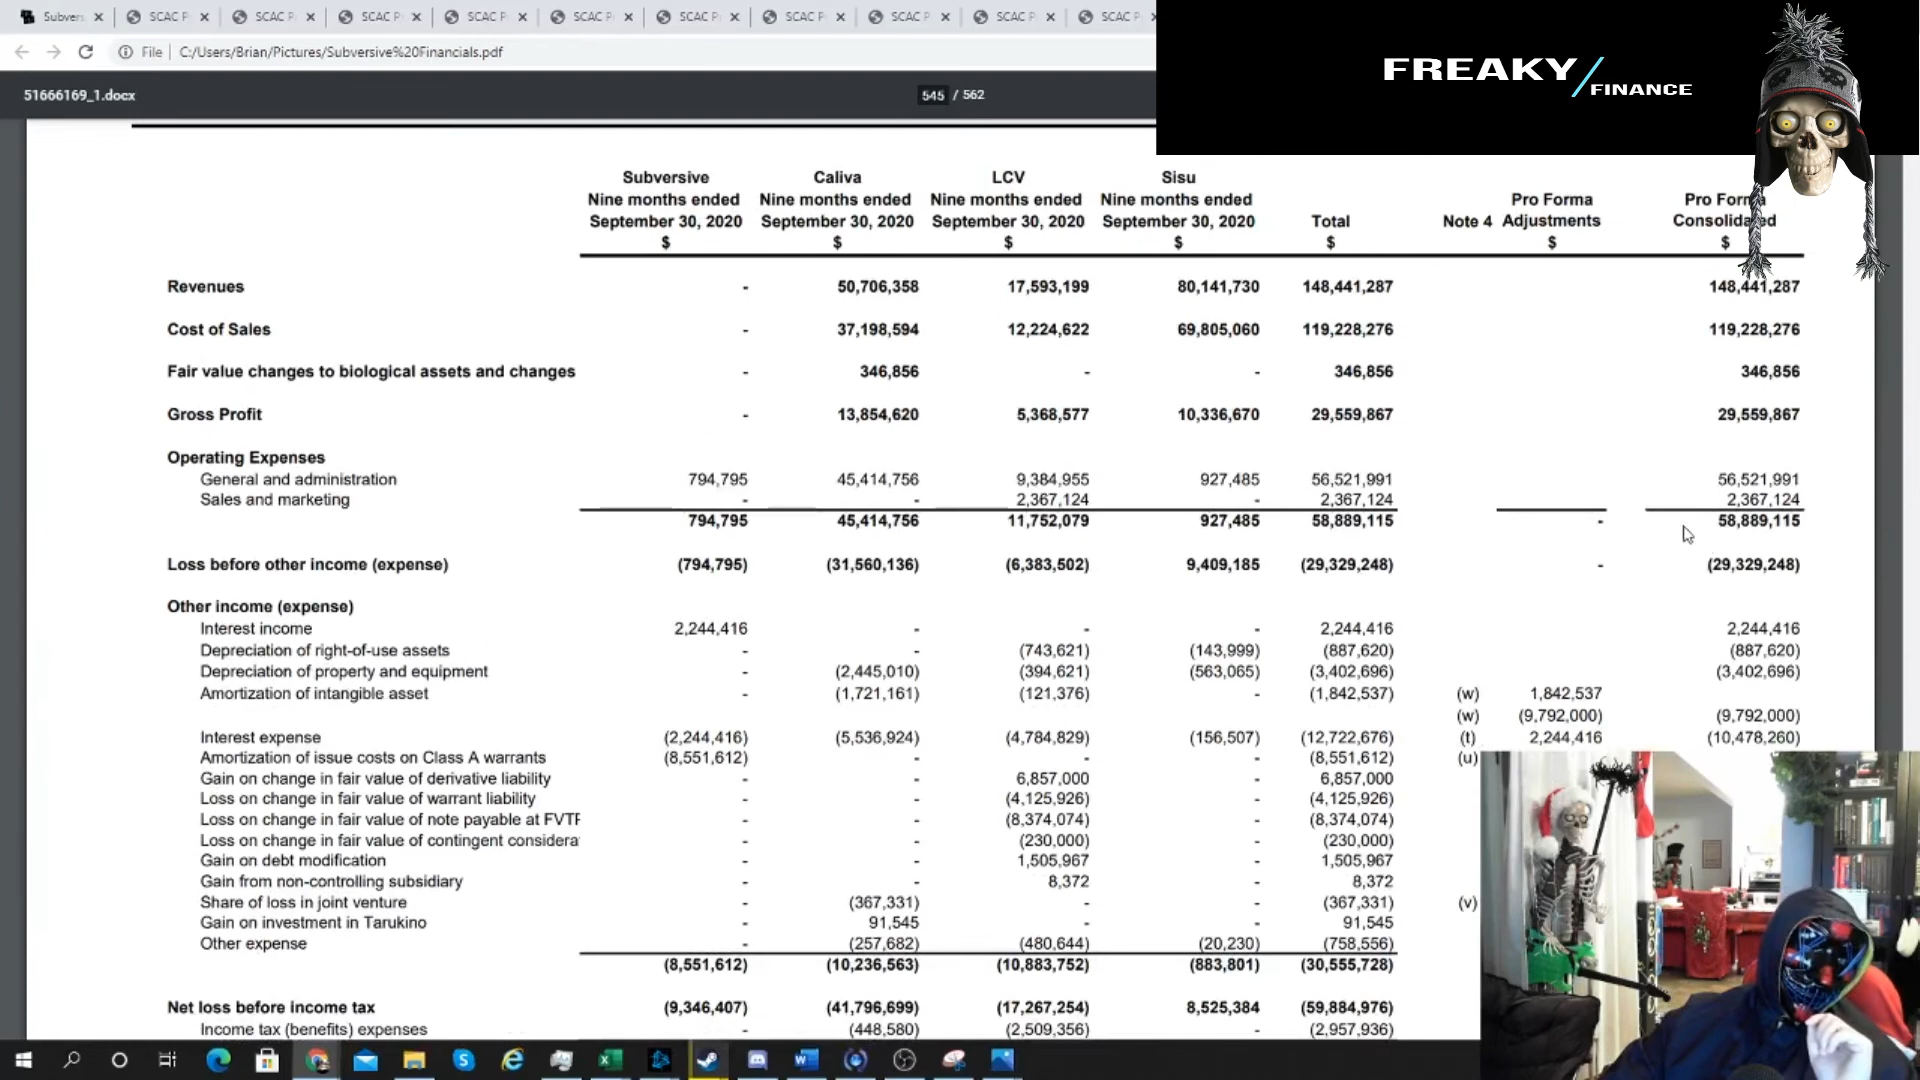 Subvers
SCAC P
SCAC P
SCAC P
SCAC P
SCAC P
SCAC P
SCAC P
SCAC P
SCAC P
File | C:/Users/Brian/Pictures/Subversive%20Financials.pdf
FREAKY/FINANCE
51666169_1.docx
545 / 562
Subversive Caliva LCV Sisu
Nine months ended Nine months ended Nine months ended Nine months ended Pro Forma Pro Forma
September 30, 2020 September 30, 2020 September 30, 2020 September 30, 2020 Total Note 4 Adjustments Consolidated
$ $ $ $ $ $ $
Revenues - 50,706,358 17,593,199 80,141,730 148,441,287 148,441,287
Cost of Sales - 37,198,594 12,224,622 69,805,060 119,228,276 119,228,276
Fair value changes to biological assets and changes - 346,856 - - 346,856 346,856
Gross Profit - 13,854,620 5,368,577 10,336,670 29,559,867 29,559,867
Operating Expenses
General and administration 794,795 45,414,756 9,384,955 927,485 56,521,991 56,521,991
Sales and marketing - - 2,367,124 - 2,367,124 2,367,124
794,795 45,414,756 11,752,079 927,485 58,889,115 - 58,889,115
Loss before other income (expense) (794,795) (31,560,136) (6,383,502) 9,409,185 (29,329,248) - (29,329,248)
Other income (expense)
Interest income 2,244,416 - - - 2,244,416 2,244,416
Depreciation of right-of-use assets - - (743,621) (143,999) (887,620) (887,620)
Depreciation of property and equipment - (2,445,010) (394,621) (563,065) (3,402,696) (3,402,696)
Amortization of intangible asset - (1,721,161) (121,376) - (1,842,537) (w) 1,842,537
(w) (9,792,000) (9,792,000)
Interest expense (2,244,416) (5,536,924) (4,784,829) (156,507) (12,722,676) (t) 2,244,416 (10,478,260)
Amortization of issue costs on Class A warrants (8,551,612) - - - (8,551,612) (u)
Gain on change in fair value of derivative liability - - 6,857,000 - 6,857,000
Loss on change in fair value of warrant liability - - (4,125,926) - (4,125,926)
Loss on change in fair value of note payable at FVTP - - (8,374,074) - (8,374,074)
Loss on change in fair value of contingent considera - - (230,000) - (230,000)
Gain on debt modification - - 1,505,967 - 1,505,967
Gain from non-controlling subsidiary - - 8,372 - 8,372
Share of loss in joint venture - (367,331) - - (367,331) (v)
Gain on investment in Tarukino - 91,545 - - 91,545
Other expense - (257,682) (480,644) (20,230) (758,556)
(8,551,612) (10,236,563) (10,883,752) (883,801) (30,555,728)
Net loss before income tax (9,346,407) (41,796,699) (17,267,254) 8,525,384 (59,884,976)
Income tax (benefits) expenses - (448,580) (2,509,356) - (2,957,936)